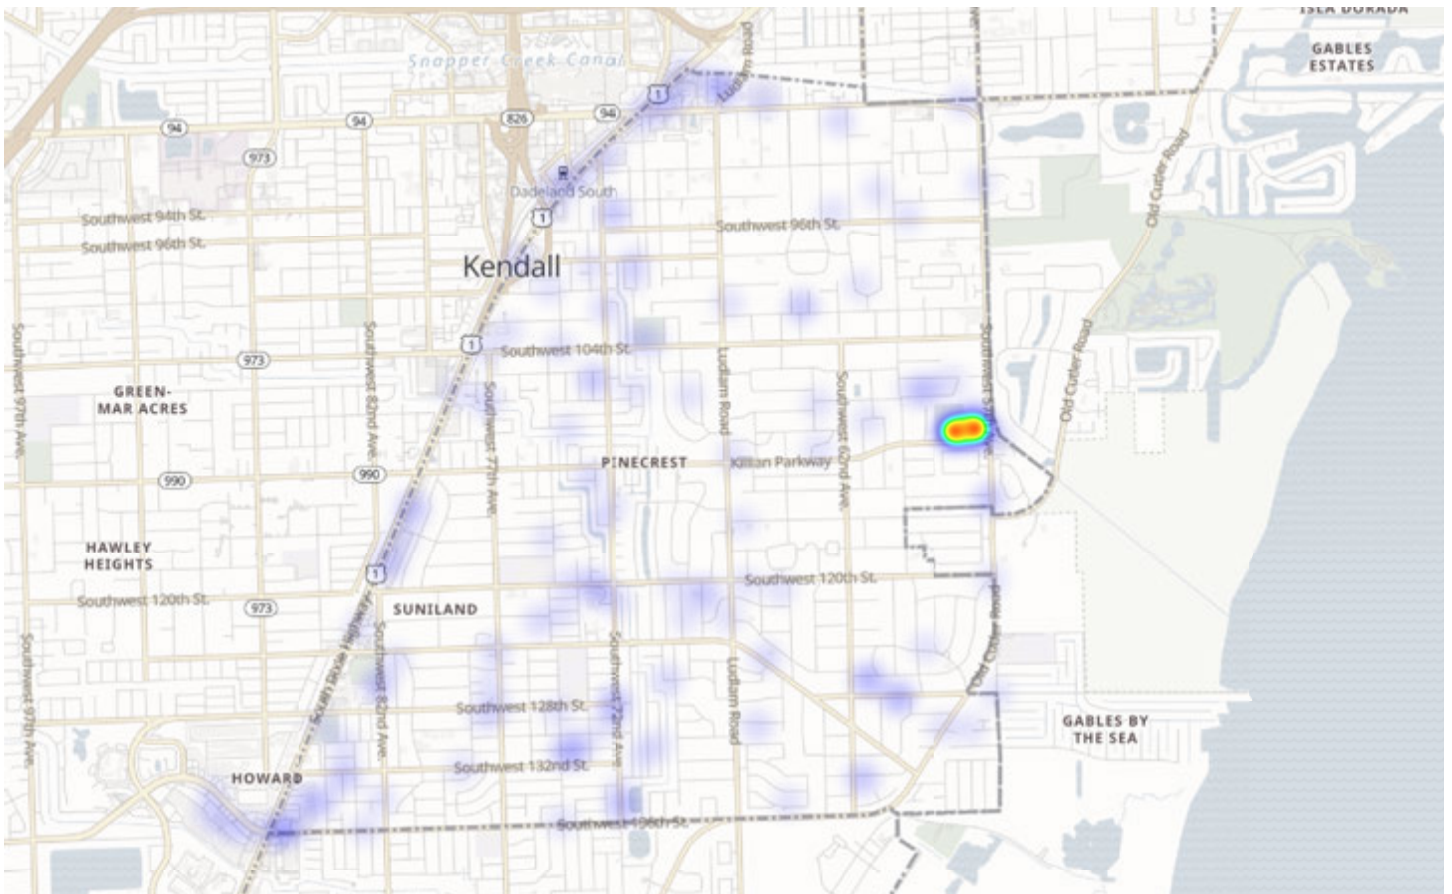 ISLA DORADA
GABLES
ESTATES
Snapper Creek Canal
Ludlam Road
1
94
94
826
94
973
Old Cutler Road
Dadeland South
Southwest 94th St.
1
Southwest 96th St.
Southwest 96th St.
Kendall
1
Southwest 104th St.
973
Southwest 97th Ave.
Southwest 82nd Ave.
Southwest 77th Ave.
Ludlam Road
Southwest 62nd Ave.
Southwest 57th Ave.
Old Cutler Road
GREEN-
MAR ACRES
PINECREST
Killian Parkway
990
990
HAWLEY
HEIGHTS
1
Southwest 120th St.
Southwest 120th St.
973
SUNILAND
South Dixie Highway
Southwest 97th Ave.
Southwest 82nd Ave.
Southwest 72nd Ave.
Ludlam Road
Old Cutler Road
Southwest 128th St.
GABLES BY
THE SEA
Southwest 132nd St.
HOWARD
Southwest 136th St.